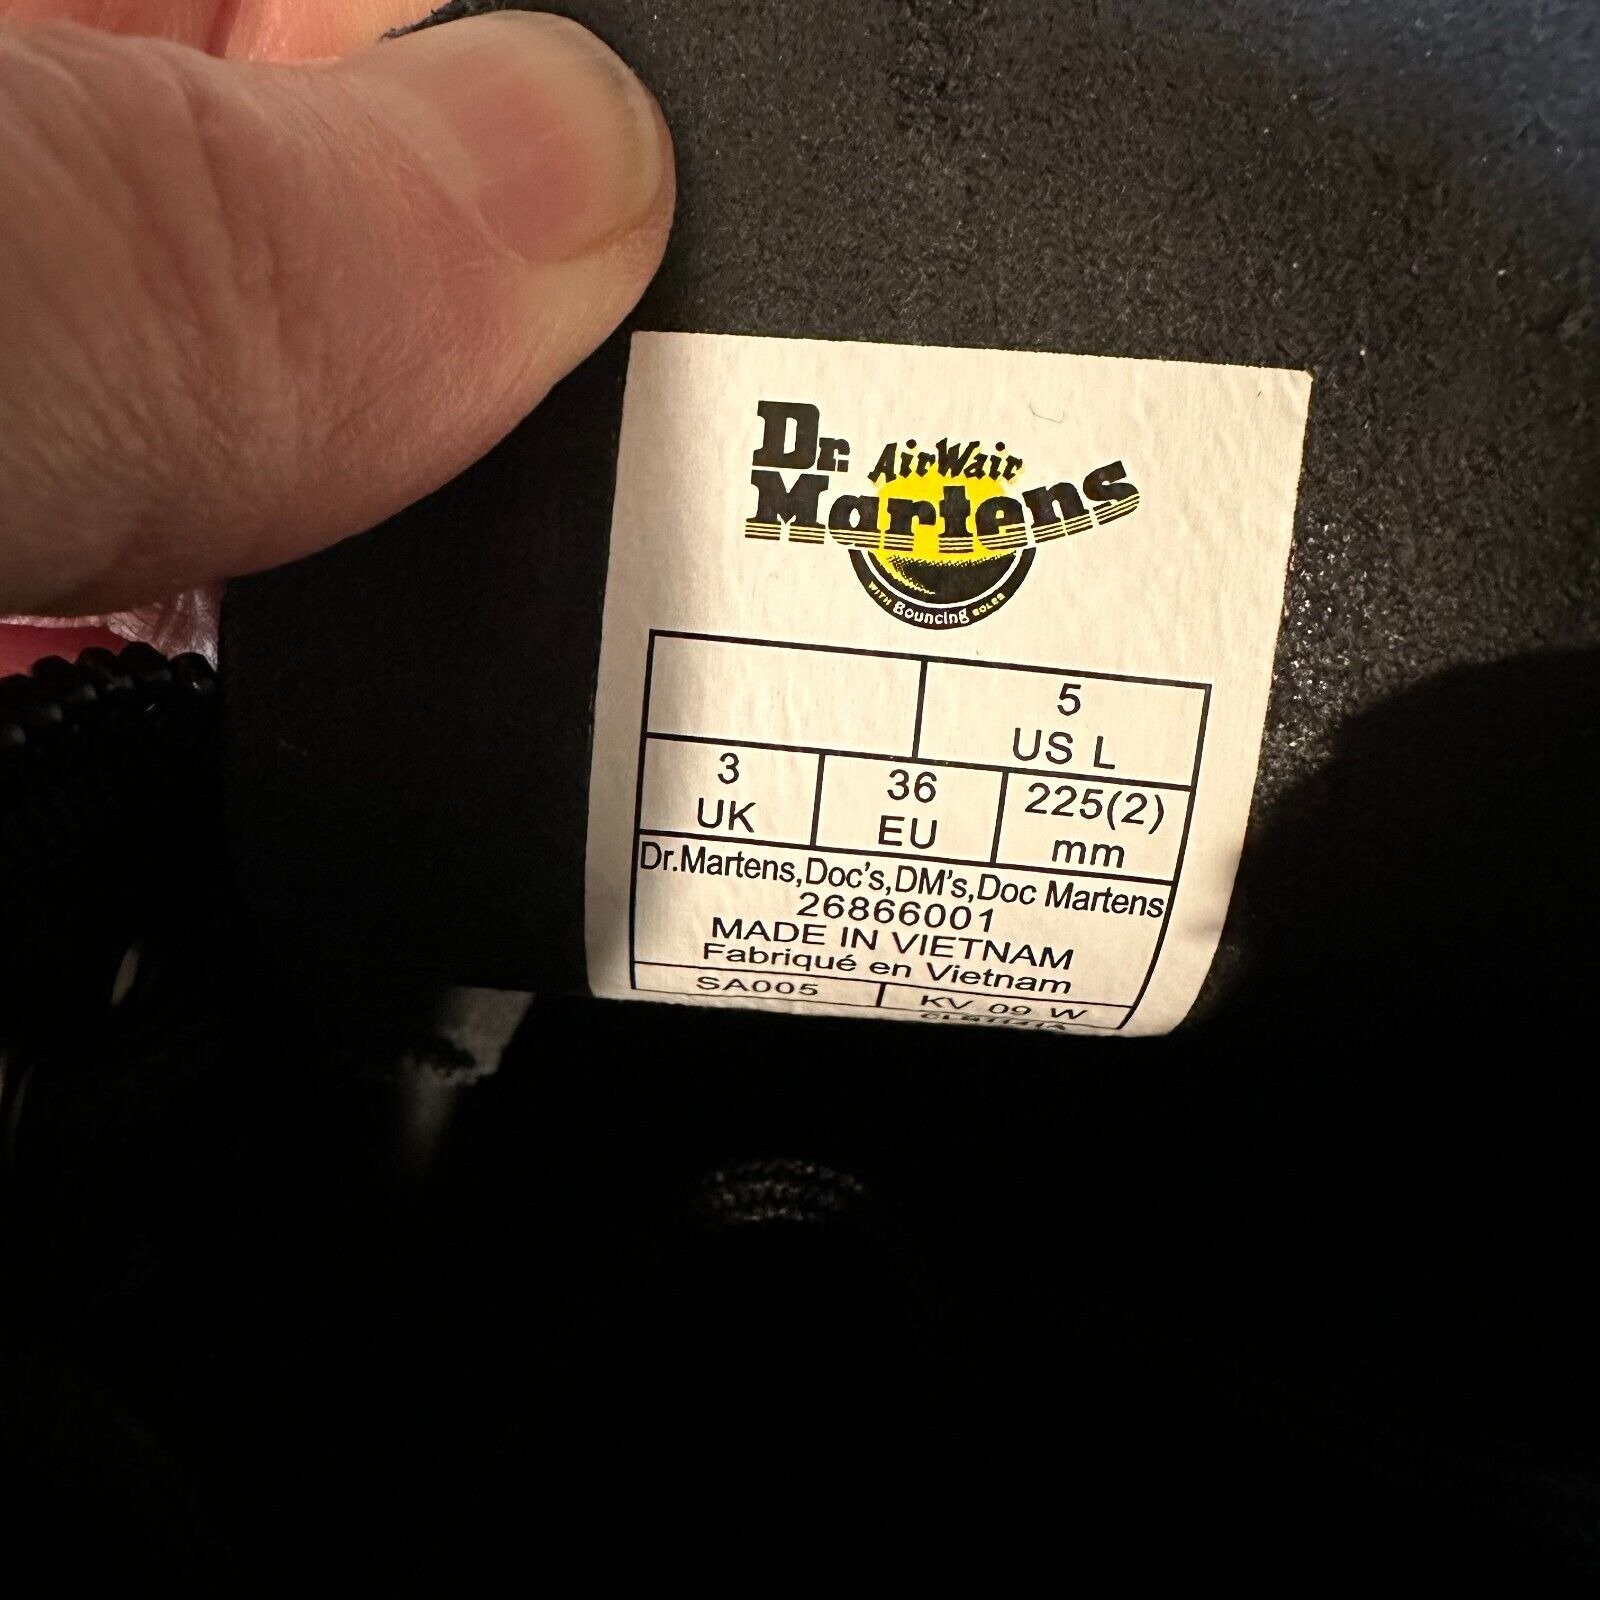 Dr. AirWair
Martens
WITH Bouncing SOLES
5
US L
3 36 225(2)
UK EU mm
Dr.Martens,Doc's,DM's,Doc Martens
26866001
MADE IN VIETNAM
Fabriqué en Vietnam
SA005 KV 09 W